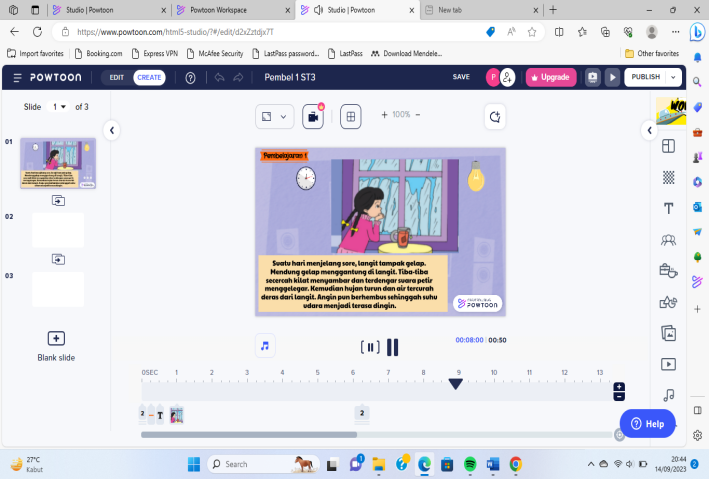 Studio | Powtoon
Powtoon Workspace
Studio | Powtoon
New tab
https://www.powtoon.com/html5-studio/?#/edit/d2xZztdjx7T
Import favorites
Booking.com
Express VPN
McAfee Security
LastPass password...
LastPass
Download Mendele...
Other favorites
POWTOON
EDIT
CREATE
Pembel 1 ST3
SAVE
P
Upgrade
PUBLISH
Slide 1 of 3
+ 100% −
01
02
03
Blank slide
Pembelajaran 1
Suatu hari menjelang sore, langit tampak gelap.
Mendung gelap menggantung di langit. Tiba-tiba
secercah kilat menyambar dan terdengar suara petir
menggelegar. Kemudian hujan turun dan air tercurah
deras dari langit. Angin pun berhembus sehinggah suhu
udara menjadi terasa dingin.
POWTOON
00:08:00 00:50
0SEC 1 2 3 4 5 6 7 8 9 10 11 12 13
2 T 2
T
Help
27°C
Kabut
Search
20:44
14/09/2023
2